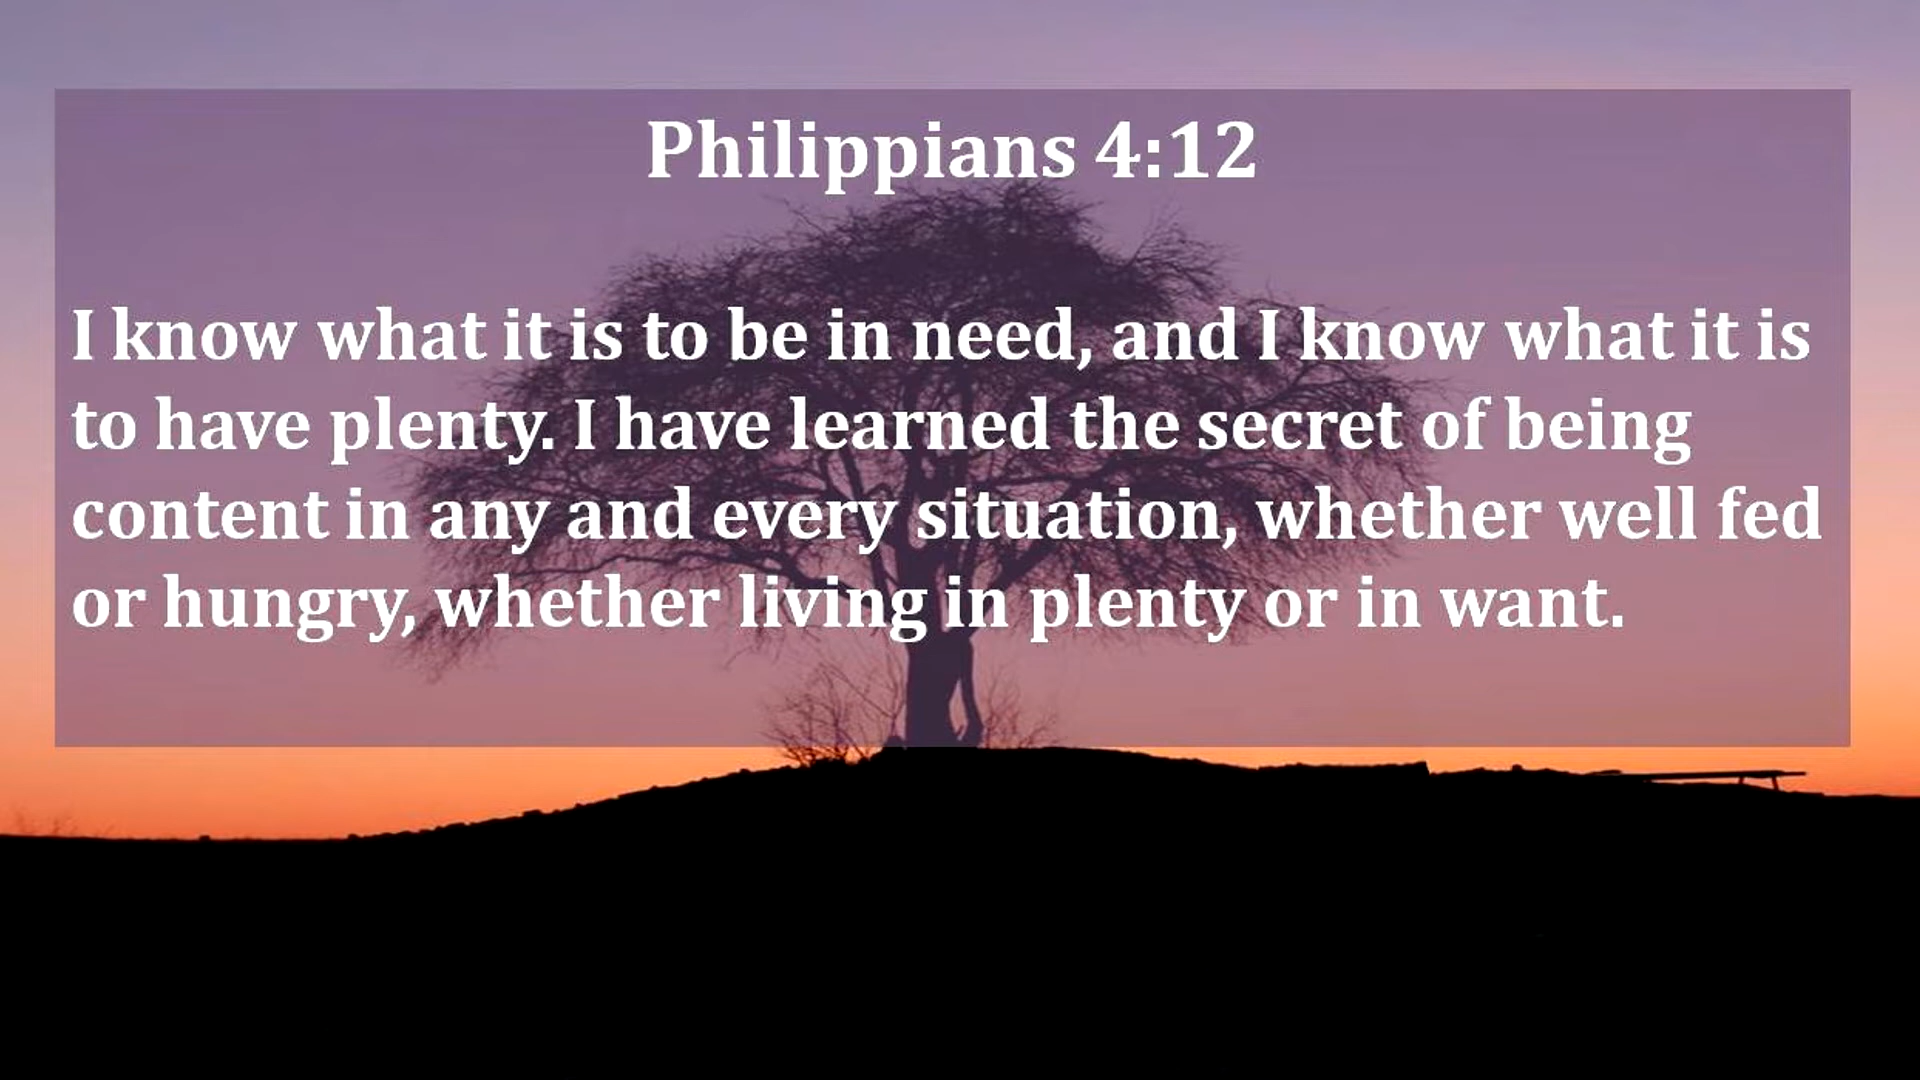 Philippians 4:12
I know what it is to be in need, and I know what it is
to have plenty. I have learned the secret of being
content in any and every situation, whether well fed
or hungry, whether living in plenty or in want.